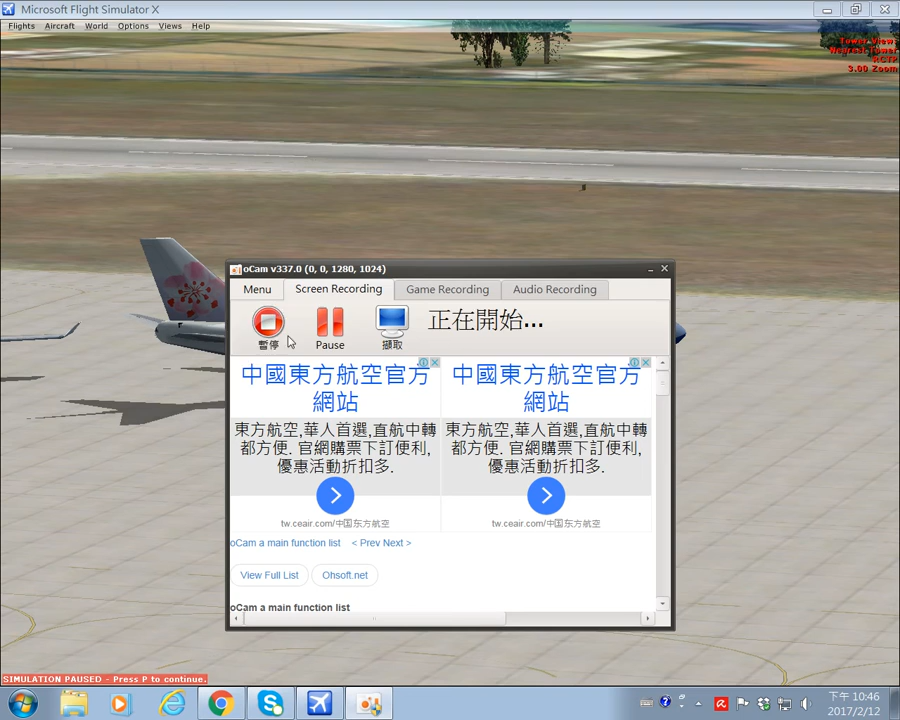 Microsoft Flight Simulator X
Flights Aircraft World Options Views Help
Tower View:
Nearest Tower
RCTP
3.00 Zoom
oCam v337.0 (0, 0, 1280, 1024)
Menu Screen Recording Game Recording Audio Recording
暫停 Pause 擷取 正在開始...
中國東方航空官方
網站
東方航空,華人首選,直航中轉
都方便. 官網購票下訂便利,
優惠活動折扣多.
tw.ceair.com/中国东方航空
中國東方航空官方
網站
東方航空,華人首選,直航中轉
都方便. 官網購票下訂便利,
優惠活動折扣多.
tw.ceair.com/中国东方航空
oCam a main function list < Prev Next >
View Full List Ohsoft.net
oCam a main function list
SIMULATION PAUSED - Press P to continue.
下午 10:46
2017/2/12